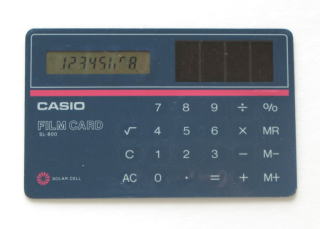 12345678
CASIO 7 8 9 ÷ %
FILM CARD
SL-800
√ 4 5 6 × MR
C 1 2 3 − M−
SOLAR CELL AC 0 · = + M+